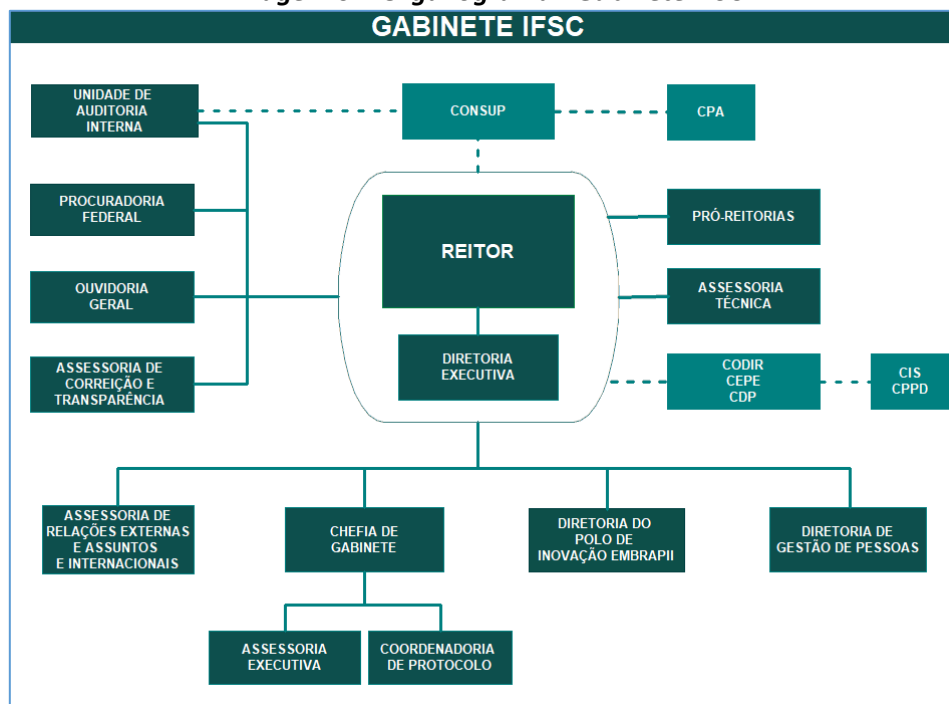 GABINETE IFSC
UNIDADE DE
AUDITORIA
INTERNA
CONSUP
CPA
PROCURADORIA
FEDERAL
REITOR
PRÓ-REITORIAS
OUVIDORIA
GERAL
ASSESSORIA
TÉCNICA
ASSESSORIA DE
CORREIÇÃO E
TRANSPARÊNCIA
DIRETORIA
EXECUTIVA
CODIR
CEPE
CDP
CIS
CPPD
ASSESSORIA DE
RELAÇÕES EXTERNAS
E ASSUNTOS
E INTERNACIONAIS
CHEFIA DE
GABINETE
DIRETORIA DO
POLO DE
INOVAÇÃO EMBRAPII
DIRETORIA DE
GESTÃO DE PESSOAS
ASSESSORIA
EXECUTIVA
COORDENADORIA
DE PROTOCOLO